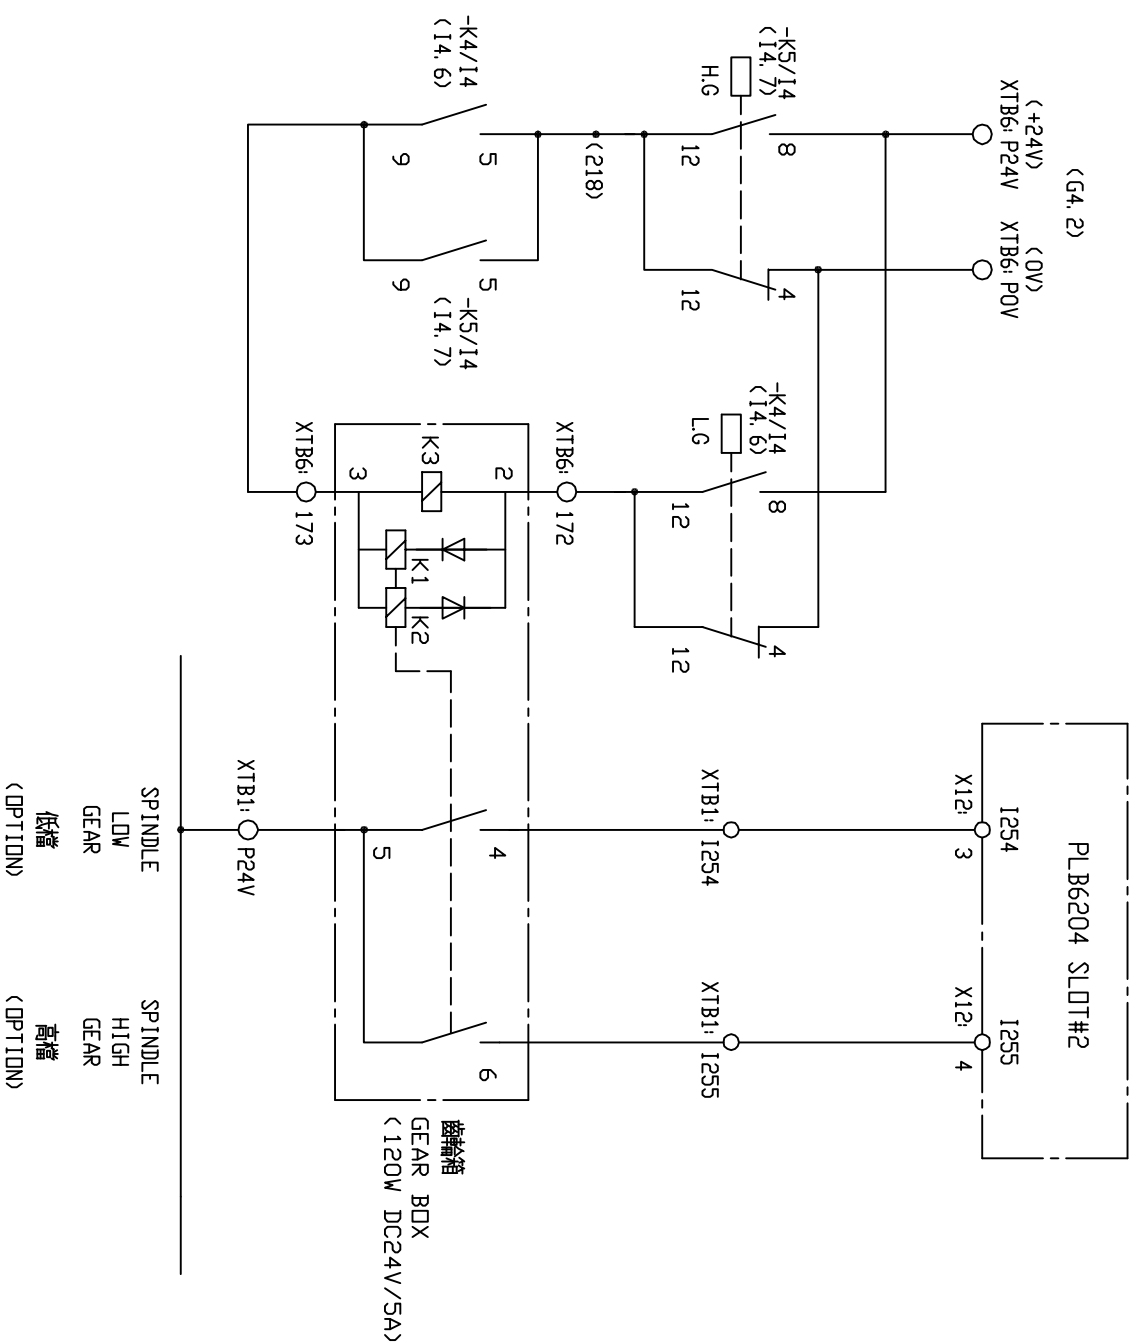 (G4.2)
(+24V)
XTB6: P24V
(0V)
XTB6: P0V
-K5/I4
(I4.7)
H.G
8
12
4
12
-K4/I4
(I4.6)
L.G
8
12
4
12
(218)
-K4/I4
(I4.6)
5
9
5
9
-K5/I4
(I4.7)
XTB6: 172
XTB6: 173
2
3
K3
K1
K2
PLB6204 SLOT#2
I254
X12: 3
I255
X12: 4
XTB1: I254
XTB1: I255
4
5
6
齒輪箱
GEAR BOX
(120W DC24V/5A)
XTB1: P24V
SPINDLE
LOW
GEAR
低檔
(OPTION)
SPINDLE
HIGH
GEAR
高檔
(OPTION)